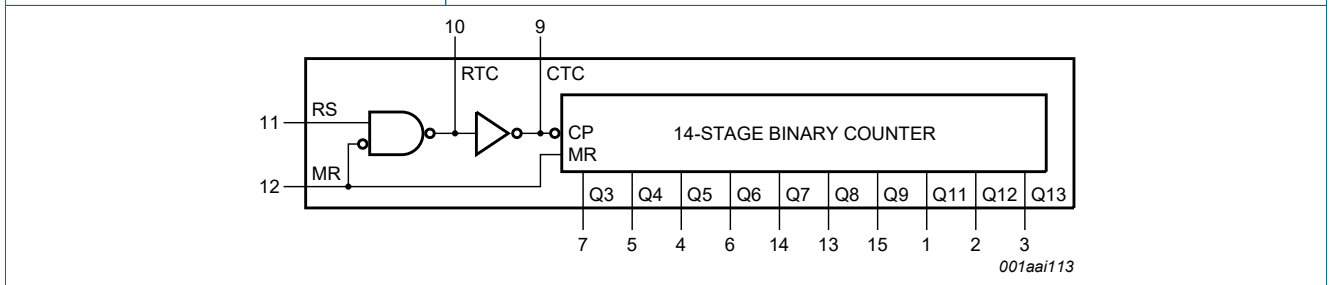 10 9
RTC CTC
11 RS
CP 14-STAGE BINARY COUNTER
MR
12 MR
Q3 Q4 Q5 Q6 Q7 Q8 Q9 Q11 Q12 Q13
7 5 4 6 14 13 15 1 2 3
001aai113